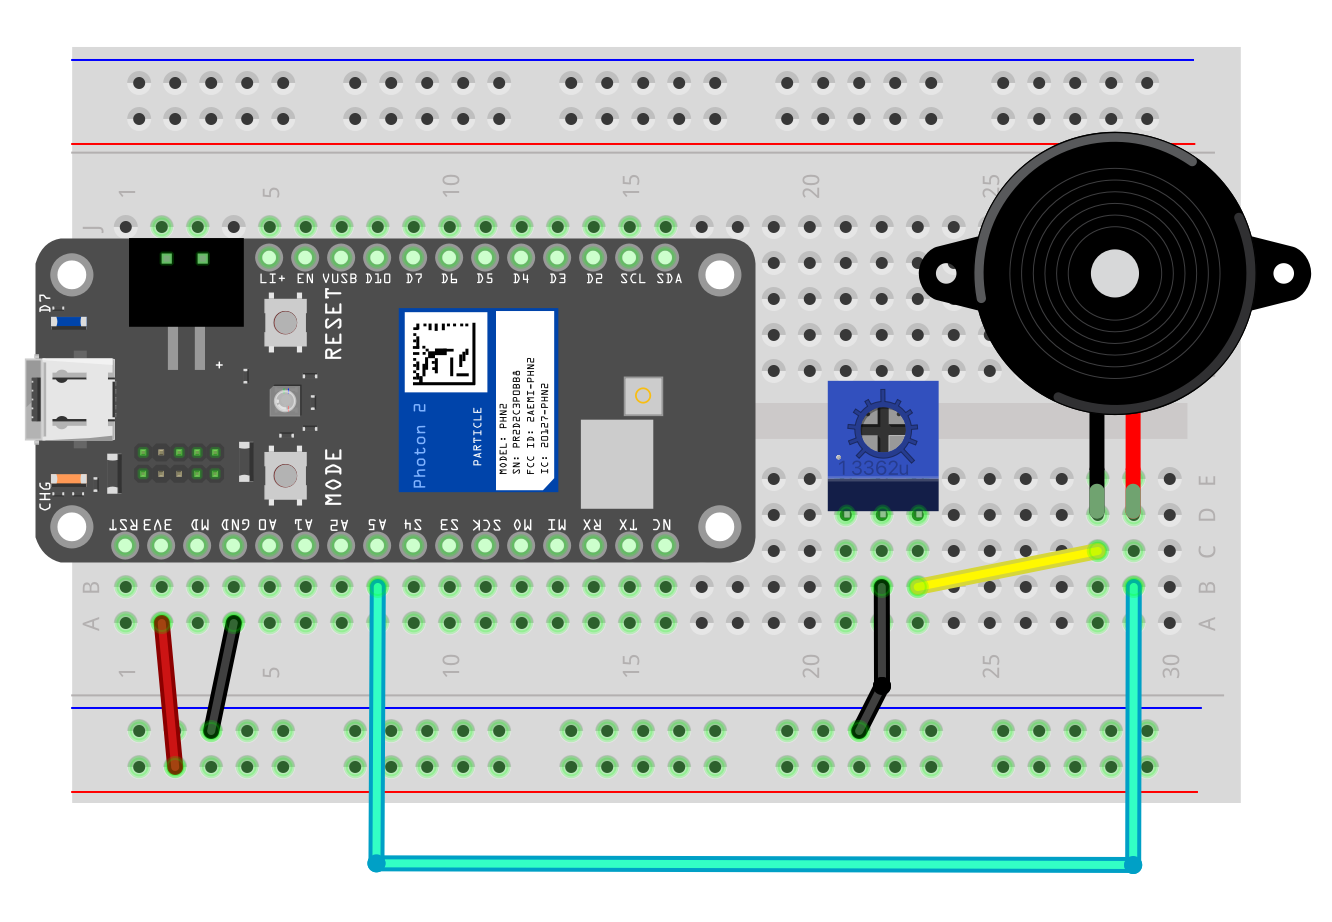 1 5 10 15 20 25
J
LI+ EN VUSB D10 D7 D6 D5 D4 D3 D2 SCL SDA
D7
RESET
+
Photon 2
PARTICLE
MODEL: PHN2
SN: PR2D2C3P0BB8
FCC ID: 2AEMI-PHN2
IC: 20127-PHN2
MODE
CHG
13362u
RST 3V3 MD GND A0 A1 A2 A5 S4 S3 SCK MO MI RX TX NC
E
D
C
B B
A A
1 5 10 15 20 25 30